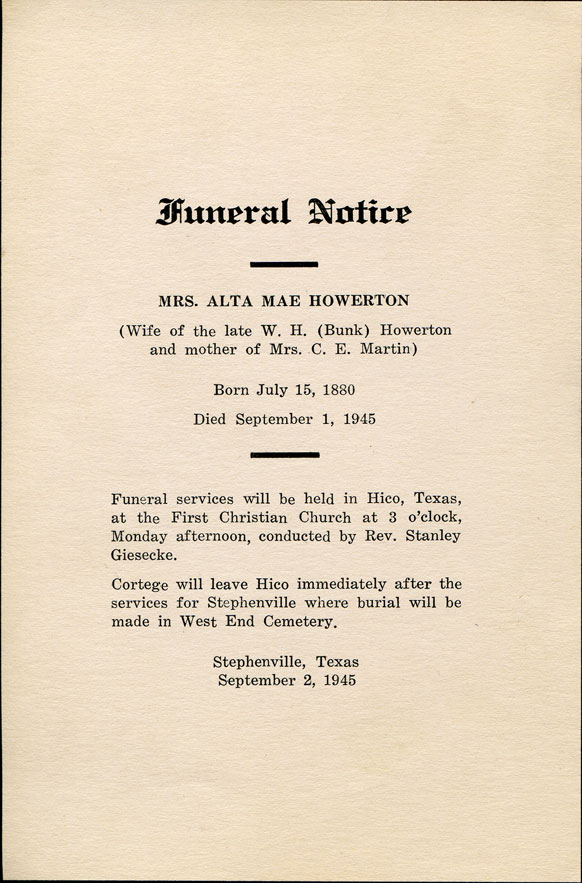 Funeral Notice
MRS. ALTA MAE HOWERTON
(Wife of the late W. H. (Bunk) Howerton
and mother of Mrs. C. E. Martin)
Born July 15, 1880
Died September 1, 1945
Funeral services will be held in Hico, Texas,
at the First Christian Church at 3 o'clock,
Monday afternoon, conducted by Rev. Stanley
Giesecke.
Cortege will leave Hico immediately after the
services for Stephenville where burial will be
made in West End Cemetery.
Stephenville, Texas
September 2, 1945